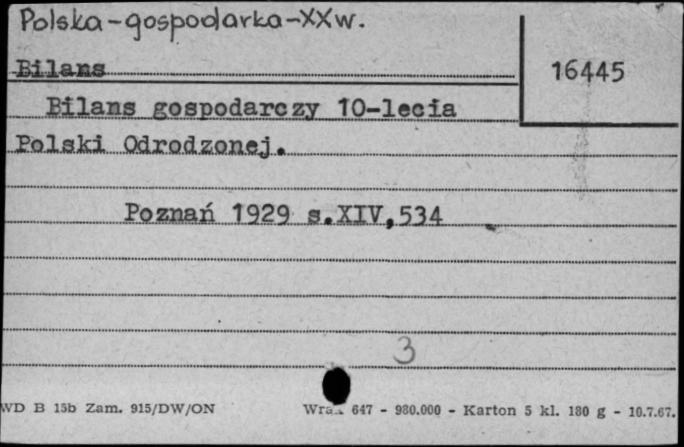 Polska-gospodarka-XXw.
Bilans
16445
Bilans gospodarczy 10-lecia
Polski Odrodzonej.
Poznań 1929 s.XIV,534
3
WD B 15b Zam. 915/DW/ON
647 - 980.000 - Karton 5 kl. 180 g - 10.7.67.